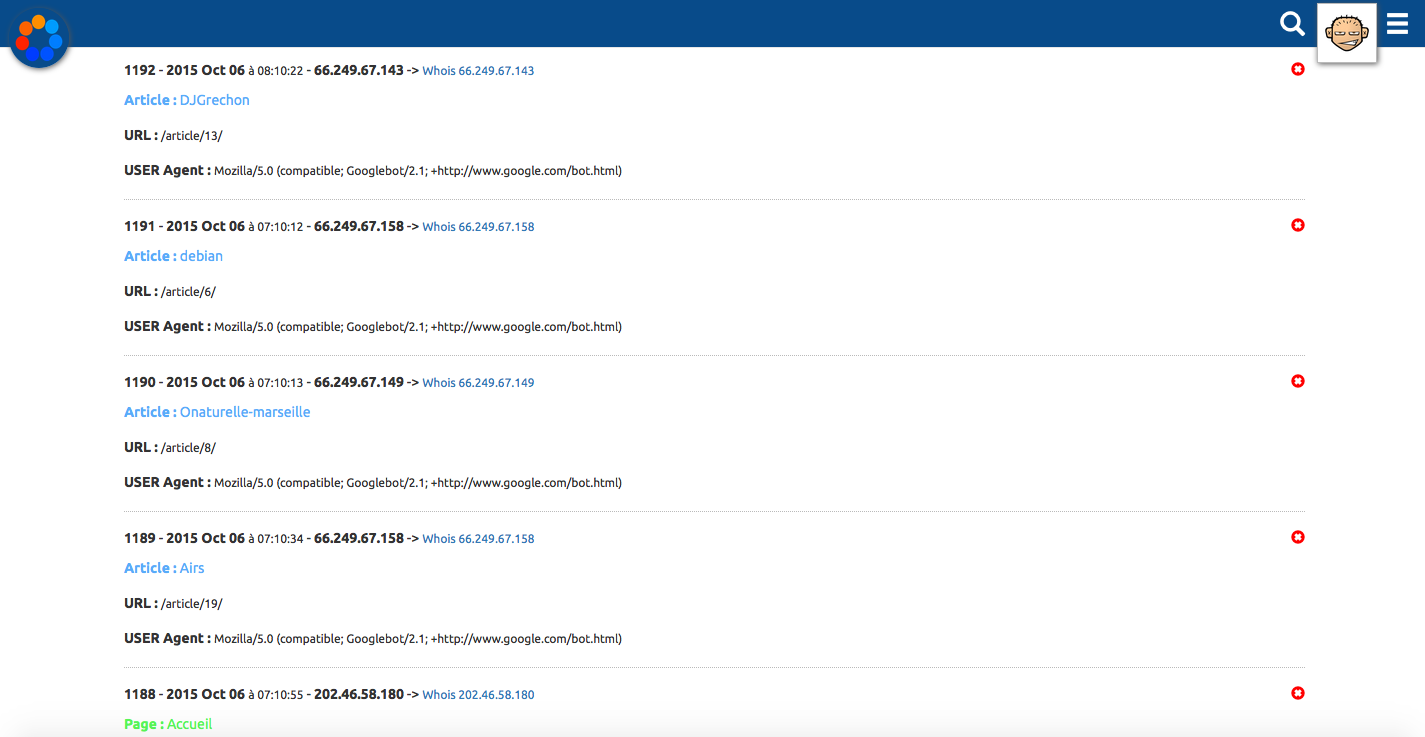 1192 - 2015 Oct 06 à 08:10:22 - 66.249.67.143 -> Whois 66.249.67.143
Article : DJGrechon
URL : /article/13/
USER Agent : Mozilla/5.0 (compatible; Googlebot/2.1; +http://www.google.com/bot.html)
1191 - 2015 Oct 06 à 07:10:12 - 66.249.67.158 -> Whois 66.249.67.158
Article : debian
URL : /article/6/
USER Agent : Mozilla/5.0 (compatible; Googlebot/2.1; +http://www.google.com/bot.html)
1190 - 2015 Oct 06 à 07:10:13 - 66.249.67.149 -> Whois 66.249.67.149
Article : Onaturelle-marseille
URL : /article/8/
USER Agent : Mozilla/5.0 (compatible; Googlebot/2.1; +http://www.google.com/bot.html)
1189 - 2015 Oct 06 à 07:10:34 - 66.249.67.158 -> Whois 66.249.67.158
Article : Airs
URL : /article/19/
USER Agent : Mozilla/5.0 (compatible; Googlebot/2.1; +http://www.google.com/bot.html)
1188 - 2015 Oct 06 à 07:10:55 - 202.46.58.180 -> Whois 202.46.58.180
Page : Accueil